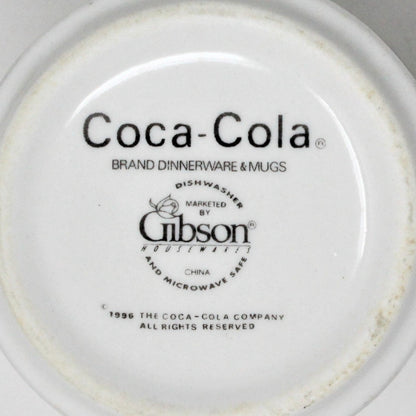 Coca-Cola®
BRAND DINNERWARE & MUGS
DISHWASHER
MARKETED
BY
Gibson®
HOUSEWARES
CHINA
AND MICROWAVE SAFE
© 1996 THE COCA-COLA COMPANY
ALL RIGHTS RESERVED